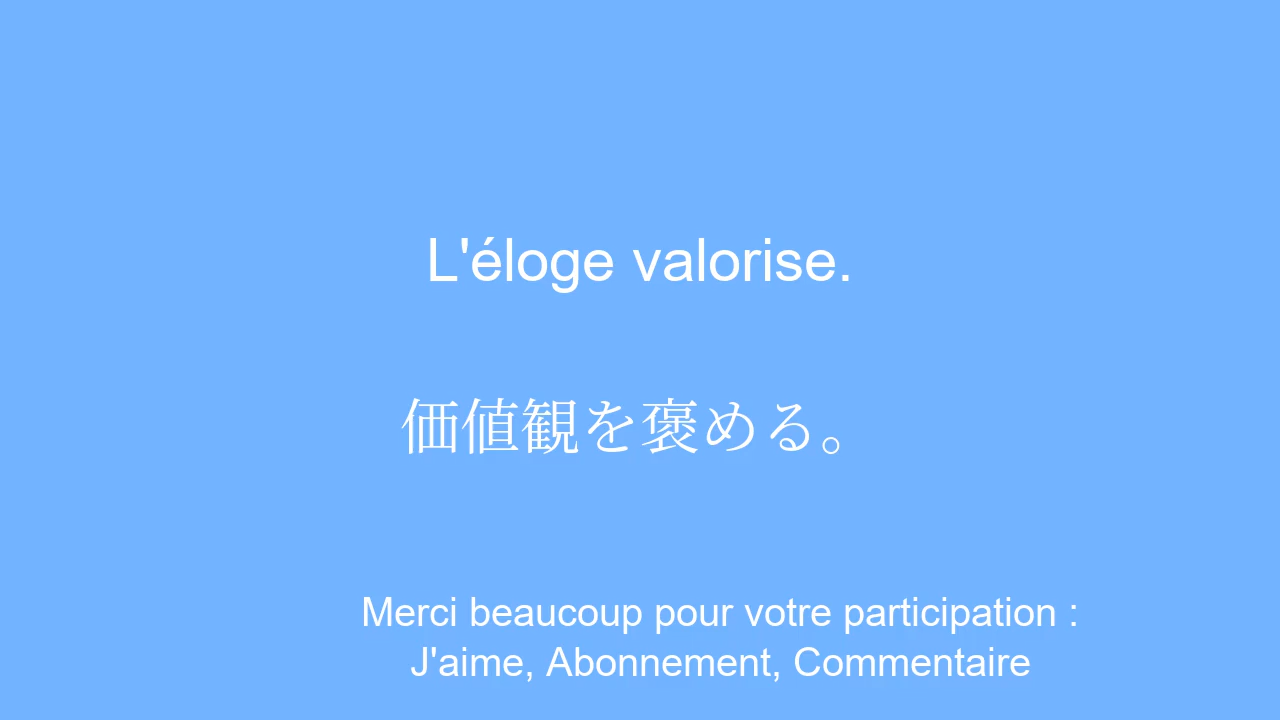 L'éloge valorise.
価値観を褒める。
Merci beaucoup pour votre participation :
J'aime, Abonnement, Commentaire